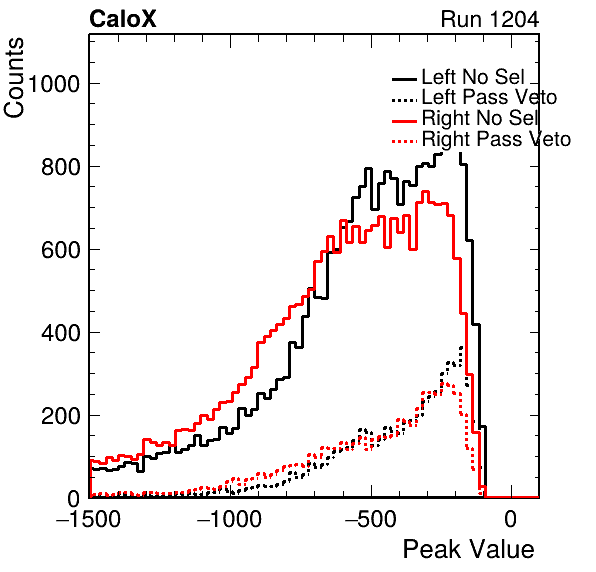 CaloX Run 1204
Counts
1000
800
600
400
200
0
Left No Sel
Left Pass Veto
Right No Sel
Right Pass Veto
−1500 −1000 −500 0
Peak Value